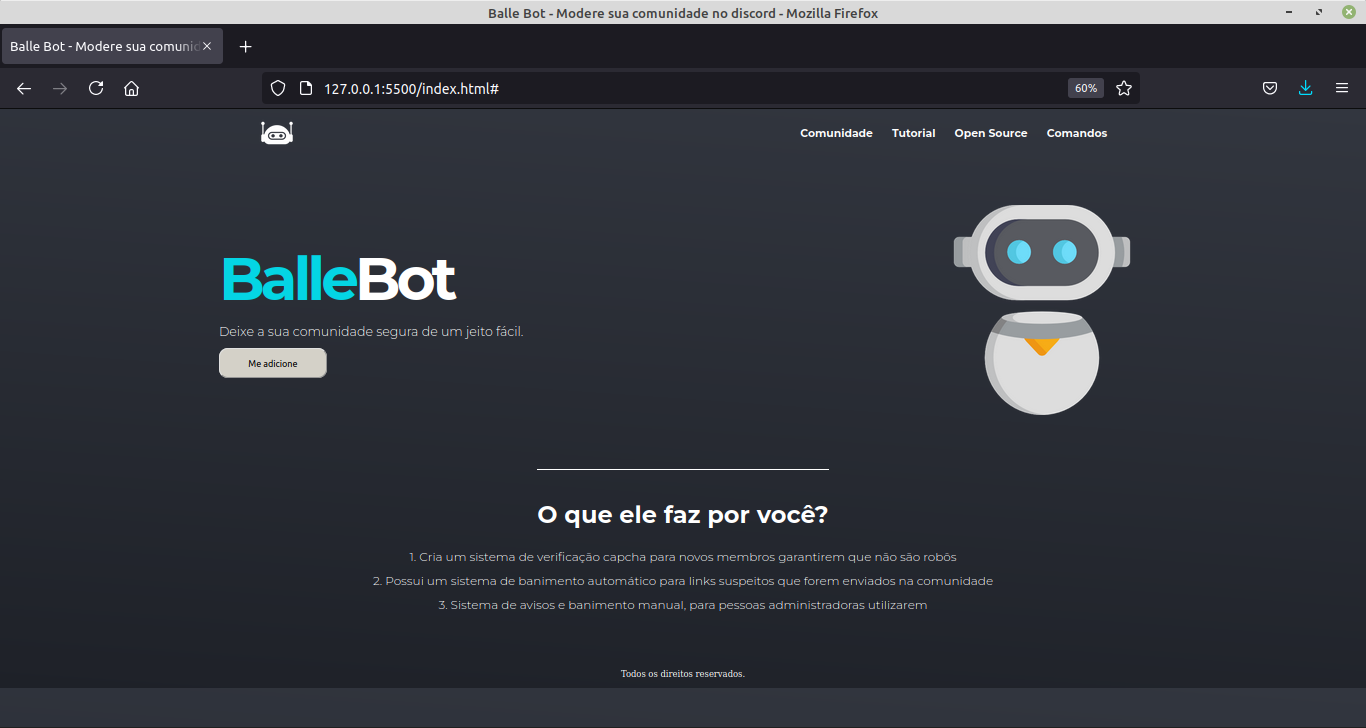 Balle Bot - Modere sua comunidade no discord - Mozilla Firefox
Balle Bot - Modere sua comunid
127.0.0.1:5500/index.html#
60%
Comunidade Tutorial Open Source Comandos
BalleBot
Deixe a sua comunidade segura de um jeito fácil.
Me adicione
O que ele faz por você?
1. Cria um sistema de verificação capcha para novos membros garantirem que não são robôs
2. Possui um sistema de banimento automático para links suspeitos que forem enviados na comunidade
3. Sistema de avisos e banimento manual, para pessoas administradoras utilizarem
Todos os direitos reservados.